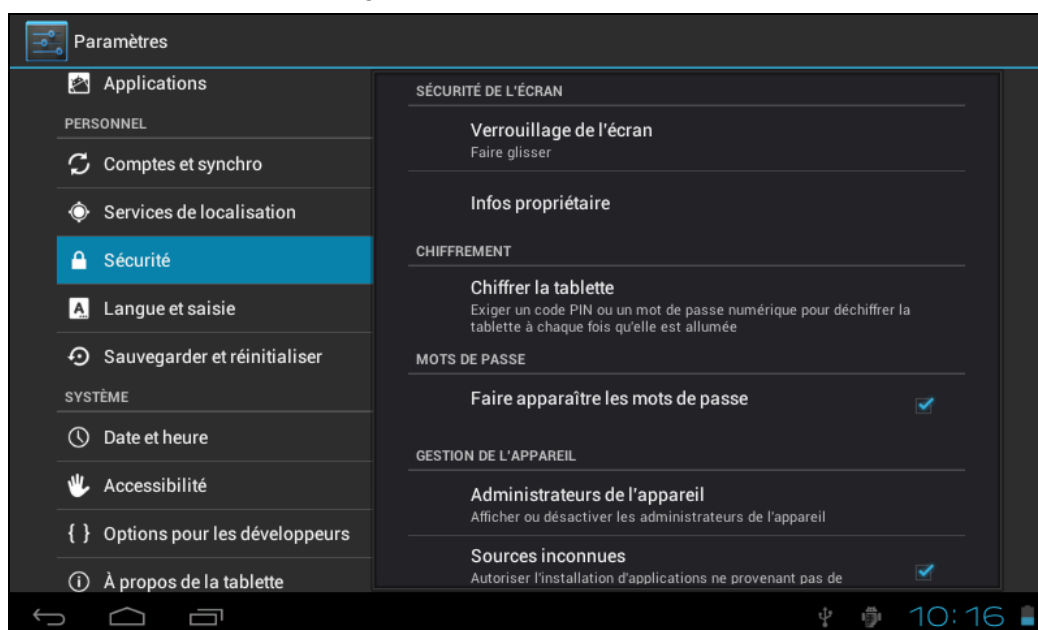 Paramètres
Applications
PERSONNEL
Comptes et synchro
Services de localisation
Sécurité
Langue et saisie
Sauvegarder et réinitialiser
SYSTÈME
Date et heure
Accessibilité
{ } Options pour les développeurs
À propos de la tablette
SÉCURITÉ DE L'ÉCRAN
Verrouillage de l'écran
Faire glisser
Infos propriétaire
CHIFFREMENT
Chiffrer la tablette
Exiger un code PIN ou un mot de passe numérique pour déchiffrer la
tablette à chaque fois qu'elle est allumée
MOTS DE PASSE
Faire apparaître les mots de passe
GESTION DE L'APPAREIL
Administrateurs de l'appareil
Afficher ou désactiver les administrateurs de l'appareil
Sources inconnues
Autoriser l'installation d'applications ne provenant pas de
10:16